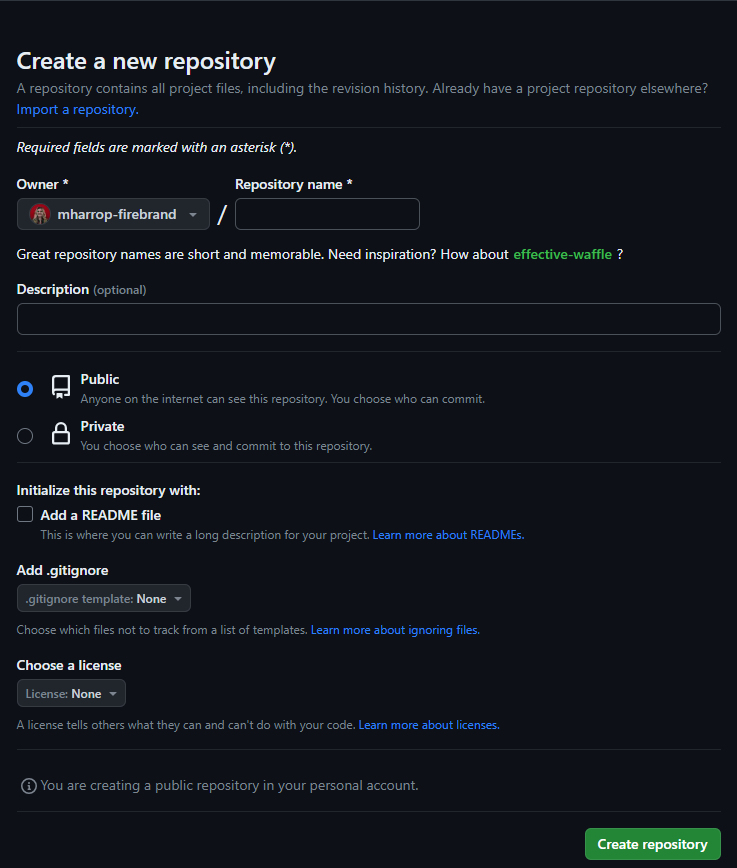 Create a new repository
A repository contains all project files, including the revision history. Already have a project repository elsewhere?
Import a repository.
Required fields are marked with an asterisk (*).
Owner * Repository name *
mharrop-firebrand /
Great repository names are short and memorable. Need inspiration? How about effective-waffle ?
Description (optional)
Public
Anyone on the internet can see this repository. You choose who can commit.
Private
You choose who can see and commit to this repository.
Initialize this repository with:
Add a README file
This is where you can write a long description for your project. Learn more about READMEs.
Add .gitignore
.gitignore template: None
Choose which files not to track from a list of templates. Learn more about ignoring files.
Choose a license
License: None
A license tells others what they can and can't do with your code. Learn more about licenses.
You are creating a public repository in your personal account.
Create repository